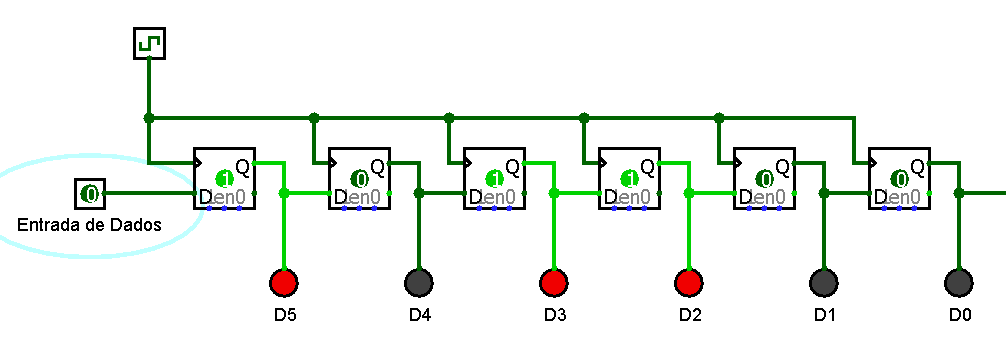 Q Q Q Q Q Q
1 0 1 1 0 0
0 D en0 D en0 D en0 D en0 D en0 D en0
Entrada de Dados
D5 D4 D3 D2 D1 D0